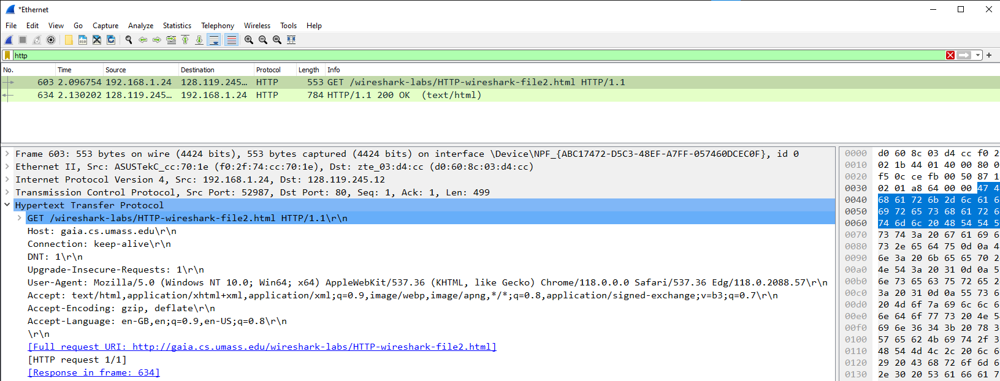 *Ethernet
File Edit View Go Capture Analyze Statistics Telephony Wireless Tools Help
http
No. Time Source Destination Protocol Length Info
603 2.096754 192.168.1.24 128.119.245… HTTP 553 GET /wireshark-labs/HTTP-wireshark-file2.html HTTP/1.1
634 2.130202 128.119.245… 192.168.1.24 HTTP 784 HTTP/1.1 200 OK (text/html)
Frame 603: 553 bytes on wire (4424 bits), 553 bytes captured (4424 bits) on interface \Device\NPF_{ABC17472-D5C3-48EF-A7FF-057460DCEC0F}, id 0
Ethernet II, Src: ASUSTekC_cc:70:1e (f0:2f:74:cc:70:1e), Dst: zte_03:d4:cc (d0:60:8c:03:d4:cc)
Internet Protocol Version 4, Src: 192.168.1.24, Dst: 128.119.245.12
Transmission Control Protocol, Src Port: 52987, Dst Port: 80, Seq: 1, Ack: 1, Len: 499
Hypertext Transfer Protocol
GET /wireshark-labs/HTTP-wireshark-file2.html HTTP/1.1\r\n
Host: gaia.cs.umass.edu\r\n
Connection: keep-alive\r\n
DNT: 1\r\n
Upgrade-Insecure-Requests: 1\r\n
User-Agent: Mozilla/5.0 (Windows NT 10.0; Win64; x64) AppleWebKit/537.36 (KHTML, like Gecko) Chrome/118.0.0.0 Safari/537.36 Edg/118.0.2088.57\r\n
Accept: text/html,application/xhtml+xml,application/xml;q=0.9,image/webp,image/apng,*/*;q=0.8,application/signed-exchange;v=b3;q=0.7\r\n
Accept-Encoding: gzip, deflate\r\n
Accept-Language: en-GB,en;q=0.9,en-US;q=0.8\r\n
\r\n
[Full request URI: http://gaia.cs.umass.edu/wireshark-labs/HTTP-wireshark-file2.html]
[HTTP request 1/1]
[Response in frame: 634]
0000 d0 60 8c 03 d4 cc f0
0010 02 1b 44 01 40 00 80
0020 f5 0c ce fb 00 50 87
0030 02 01 a8 64 00 00 47
0040 68 61 72 6b 2d 6c 61
0050 69 72 65 73 68 61 72
0060 74 6d 6c 20 48 54 54
0070 73 74 3a 20 67 61 69
0080 73 2e 65 64 75 0d 0a
0090 6e 3a 20 6b 65 65 70
00a0 4e 54 3a 20 31 0d 0a
00b0 6e 73 65 63 75 72 65
00c0 3a 20 31 0d 0a 55 73
00d0 20 4d 6f 7a 69 6c 6c
00e0 6e 64 6f 77 73 20 4e
00f0 69 6e 36 34 3b 20 78
0100 57 65 62 4b 69 74 2f
0110 48 54 4d 4c 2c 20 6c
0120 29 20 43 68 72 6f 6d
0130 2e 30 20 53 61 66 61